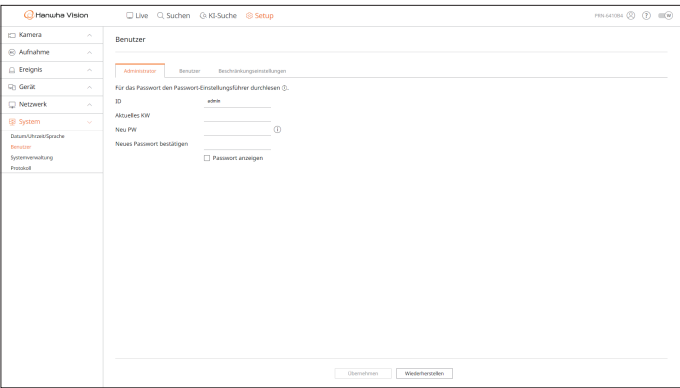 Hanwha Vision
Live Suchen KI-Suche Setup
PRN-6410B4
Kamera
Aufnahme
Ereignis
Gerät
Netzwerk
System
Datum/Uhrzeit/Sprache
Benutzer
Systemverwaltung
Protokoll
Benutzer
Administrator Benutzer Beschränkungseinstellungen
Für das Passwort den Passwort-Einstellungsführer durchlesen ⓘ.
ID admin
Aktuelles KW
Neu PW
Neues Passwort bestätigen
Passwort anzeigen
Übernehmen Wiederherstellen